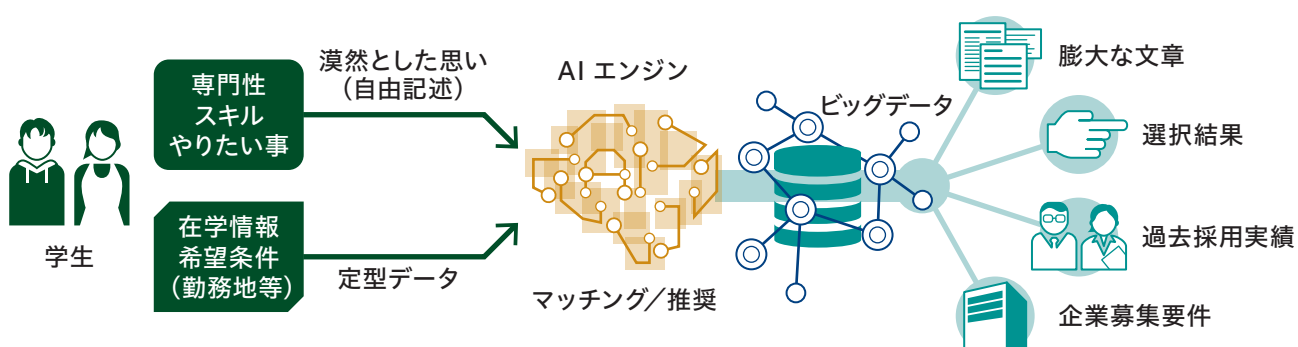 学生
専門性
スキル
やりたい事
在学情報
希望条件
（勤務地等）
漠然とした思い
（自由記述）
定型データ
AI エンジン
マッチング／推奨
ビッグデータ
膨大な文章
選択結果
過去採用実績
企業募集要件